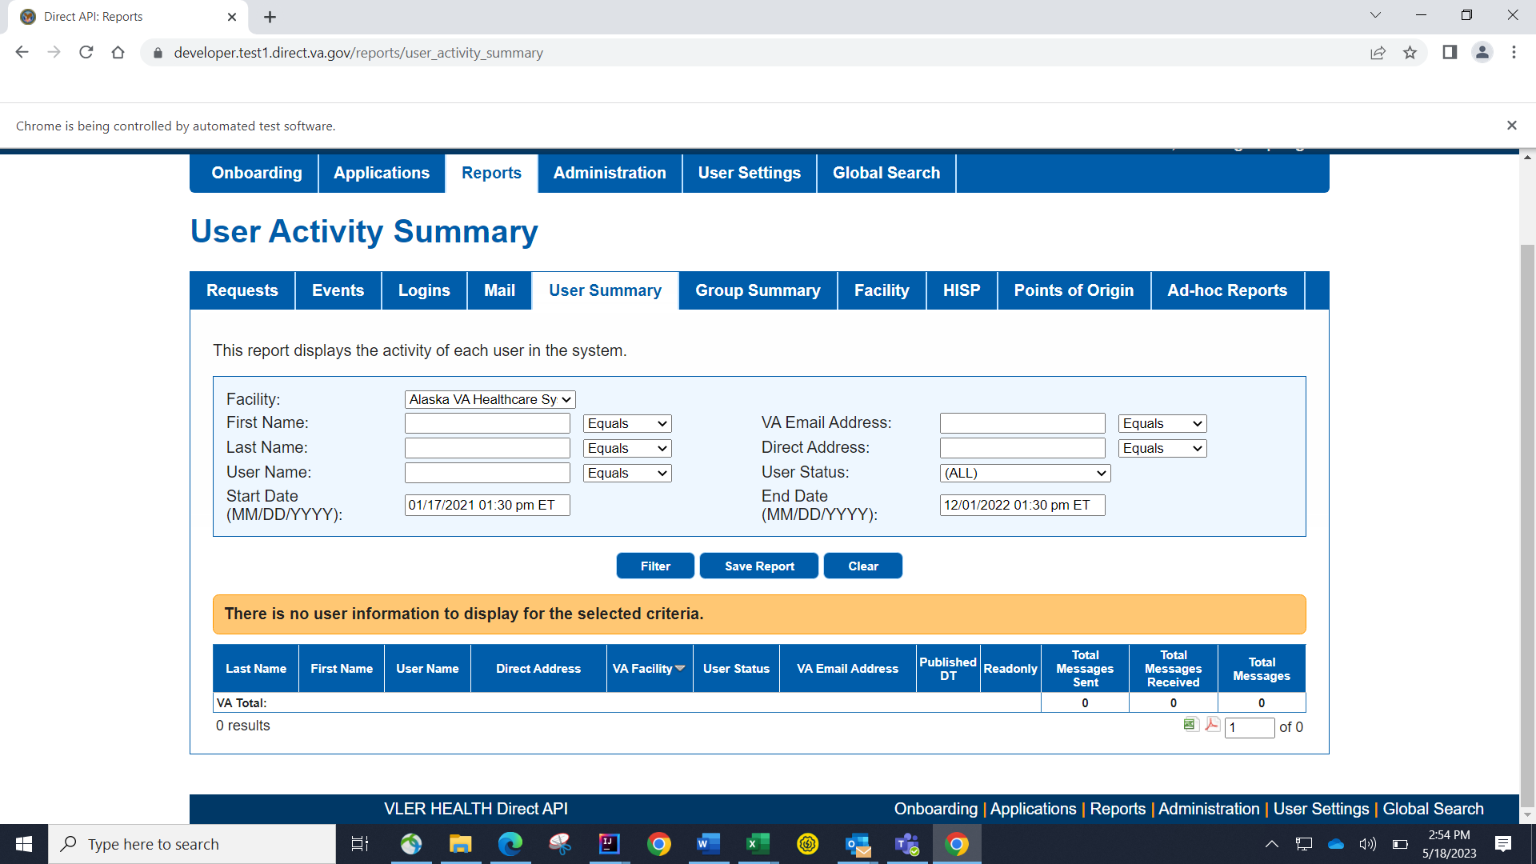 Direct API: Reports
developer.test1.direct.va.gov/reports/user_activity_summary
Chrome is being controlled by automated test software.
Onboarding Applications Reports Administration User Settings Global Search
User Activity Summary
Requests Events Logins Mail User Summary Group Summary Facility HISP Points of Origin Ad-hoc Reports
This report displays the activity of each user in the system.
Facility: Alaska VA Healthcare Sy
First Name: Equals VA Email Address: Equals
Last Name: Equals Direct Address: Equals
User Name: Equals User Status: (ALL)
Start Date (MM/DD/YYYY): 01/17/2021 01:30 pm ET End Date (MM/DD/YYYY): 12/01/2022 01:30 pm ET
Filter Save Report Clear
There is no user information to display for the selected criteria.
Last Name First Name User Name Direct Address VA Facility User Status VA Email Address Published DT Readonly Total Messages Sent Total Messages Received Total Messages
VA Total: 0 0 0
0 results 1 of 0
VLER HEALTH Direct API Onboarding | Applications | Reports | Administration | User Settings | Global Search
Type here to search
2:54 PM
5/18/2023